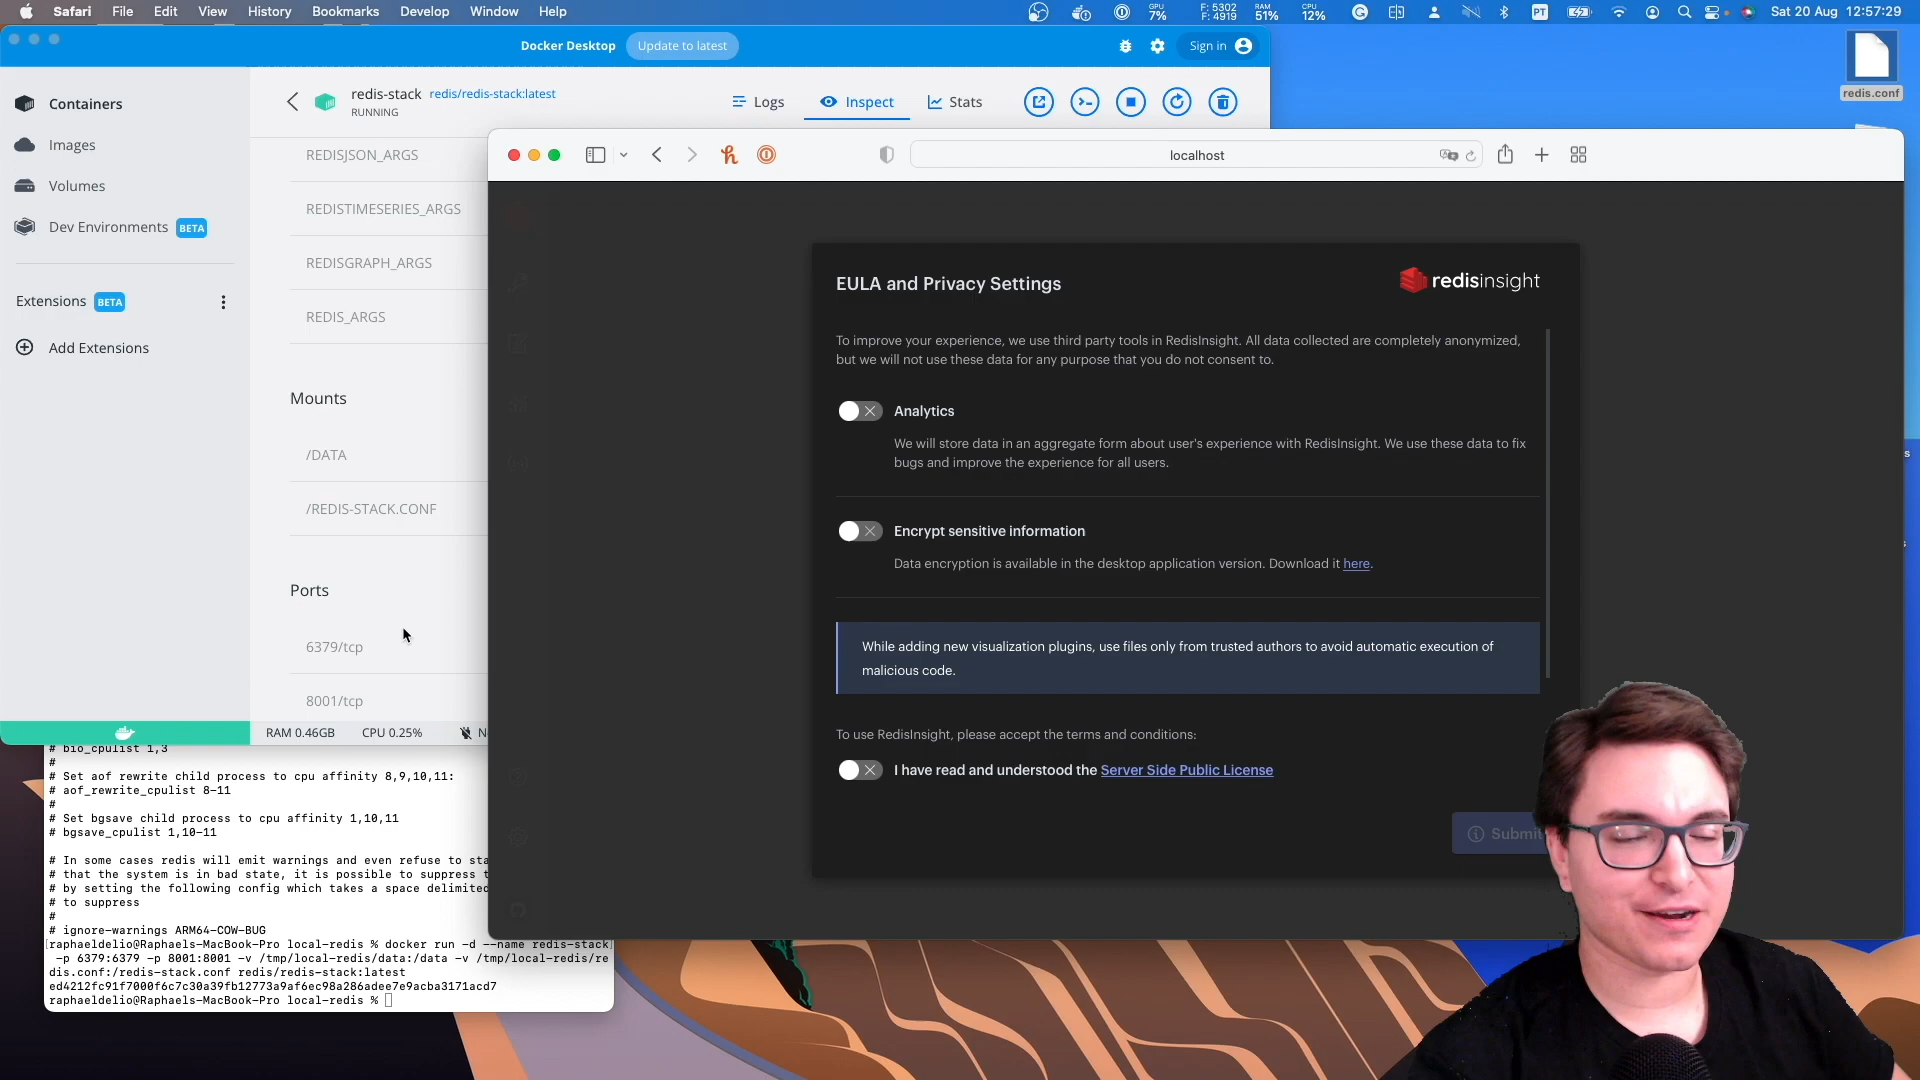 Safari File Edit View History Bookmarks Develop Window Help
GPU 7%
F: 5302
F: 4919
RAM 51%
CPU 12%
PT
Sat 20 Aug 12:57:29
Docker Desktop
Update to latest
Sign in
Containers
Images
Volumes
Dev Environments BETA
Extensions BETA
Add Extensions
redis-stack redis/redis-stack:latest
RUNNING
Logs
Inspect
Stats
REDISJSON_ARGS
REDISTIMESERIES_ARGS
REDISGRAPH_ARGS
REDIS_ARGS
Mounts
/DATA
/REDIS-STACK.CONF
Ports
6379/tcp
8001/tcp
RAM 0.46GB CPU 0.25%
localhost
EULA and Privacy Settings
redisinsight
To improve your experience, we use third party tools in RedisInsight. All data collected are completely anonymized,
but we will not use these data for any purpose that you do not consent to.
Analytics
We will store data in an aggregate form about user's experience with RedisInsight. We use these data to fix
bugs and improve the experience for all users.
Encrypt sensitive information
Data encryption is available in the desktop application version. Download it here.
While adding new visualization plugins, use files only from trusted authors to avoid automatic execution of
malicious code.
To use RedisInsight, please accept the terms and conditions:
I have read and understood the Server Side Public License
Submit
redis.conf
# bio_cpulist 1,3
#
# Set aof rewrite child process to cpu affinity 8,9,10,11:
# aof_rewrite_cpulist 8-11
#
# Set bgsave child process to cpu affinity 1,10,11
# bgsave_cpulist 1,10-11
# In some cases redis will emit warnings and even refuse to sta
# that the system is in bad state, it is possible to suppress t
# by setting the following config which takes a space delimited
# to suppress
#
# ignore-warnings ARM64-COW-BUG
[raphaeldelio@Raphaels-MacBook-Pro local-redis % docker run -d --name redis-stack]
-p 6379:6379 -p 8001:8001 -v /tmp/local-redis/data:/data -v /tmp/local-redis/re
dis.conf:/redis-stack.conf redis/redis-stack:latest
ed4212fc91f7000f6c7c30a39fb12773a9af6ec98a286adee7e9acba3171acd7
raphaeldelio@Raphaels-MacBook-Pro local-redis %